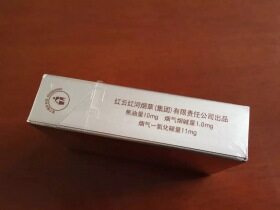 红云红河烟草(集团)有限责任公司出品
焦油量10mg 烟气烟碱量1.0mg
烟气一氧化碳量11mg